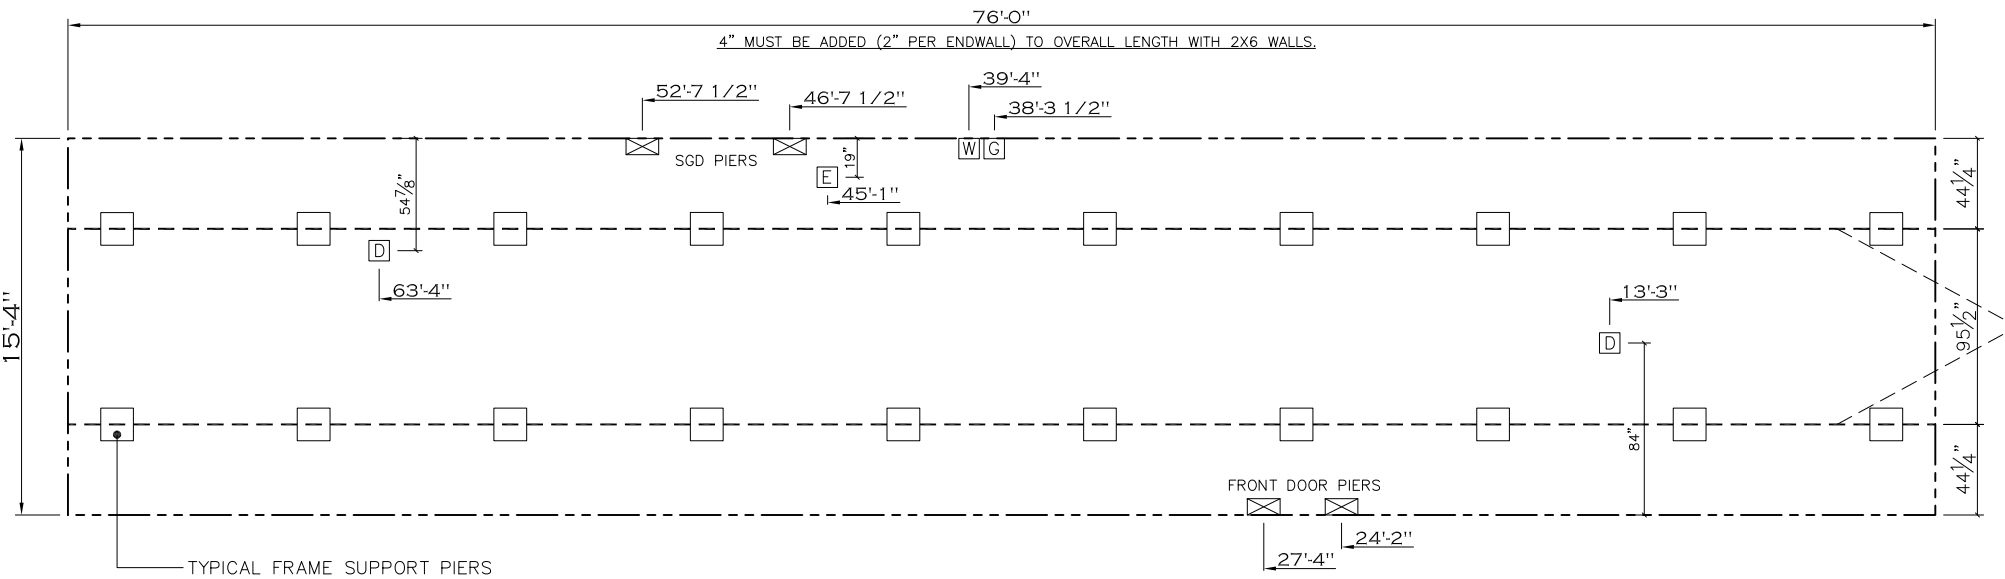 76'-0"
4" MUST BE ADDED (2" PER ENDWALL) TO OVERALL LENGTH WITH 2X6 WALLS.
52'-7 1/2"
46'-7 1/2"
39'-4"
38'-3 1/2"
SGD PIERS
W
G
19"
E
45'-1"
54 7/8"
44 1/4"
D
63'-4"
15'-4"
13'-3"
D
95 1/2"
84"
44 1/4"
FRONT DOOR PIERS
24'-2"
27'-4"
TYPICAL FRAME SUPPORT PIERS